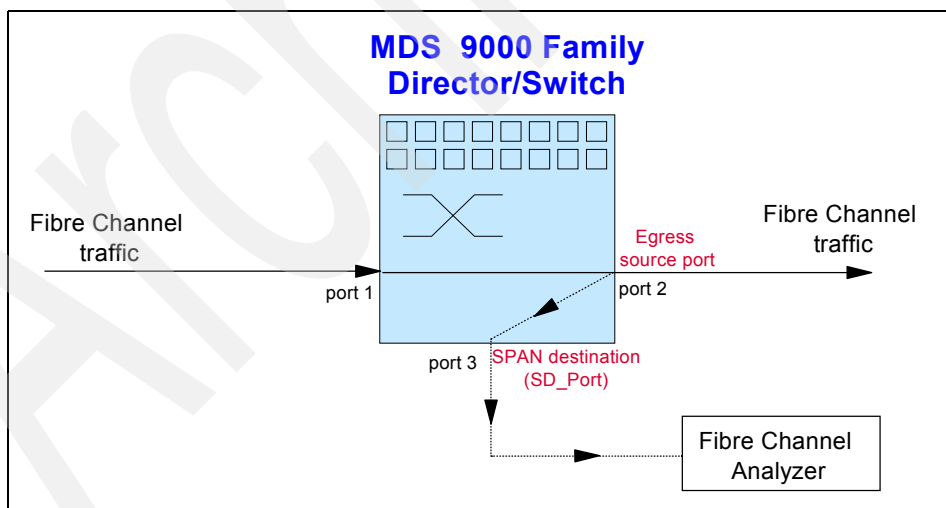 MDS 9000 Family
Director/Switch
Fibre Channel
traffic
Fibre Channel
traffic
Egress
source port
port 1
port 2
port 3
SPAN destination
(SD_Port)
Fibre Channel
Analyzer